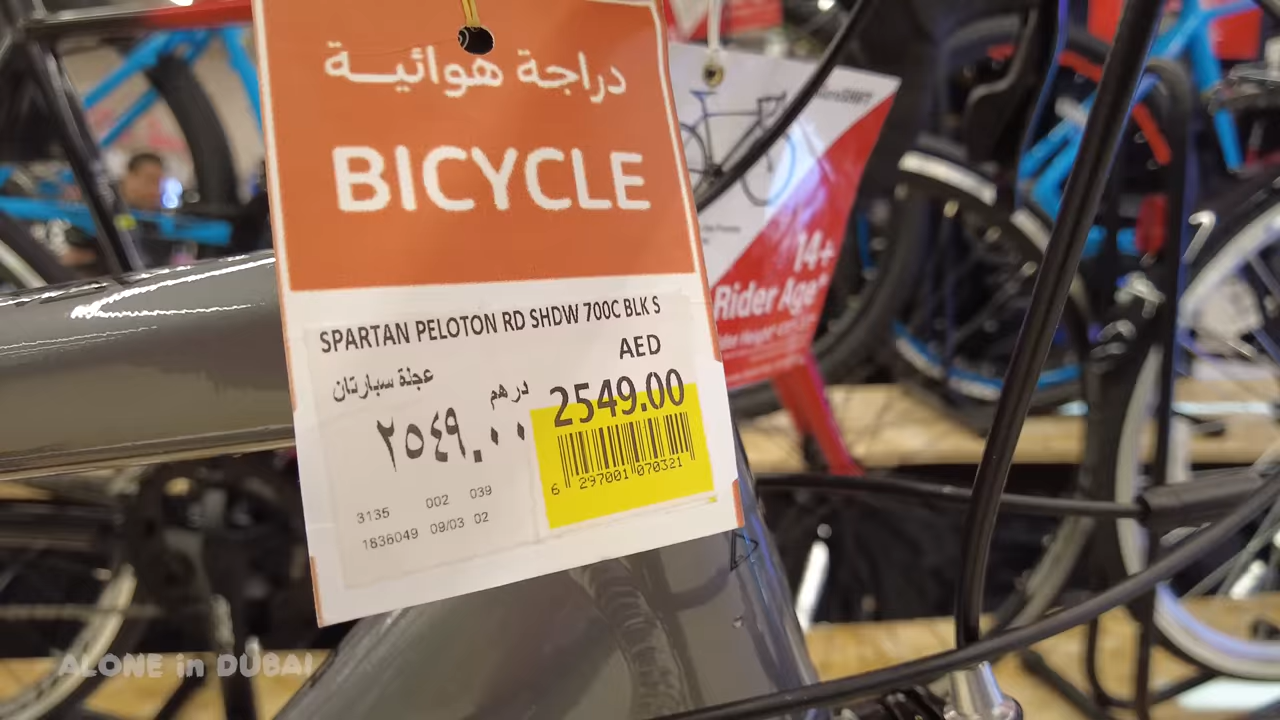 دراجة هوائية
BICYCLE
SPARTAN PELOTON RD SHDW 700C BLK S
AED
عجلة سبارتان
درهم
2549.00
٢٥٤٩.٠٠
6 297001 070321
3135 002 039
1836049 09/03 02
14+
Rider Age*
ALONE in DUBAI